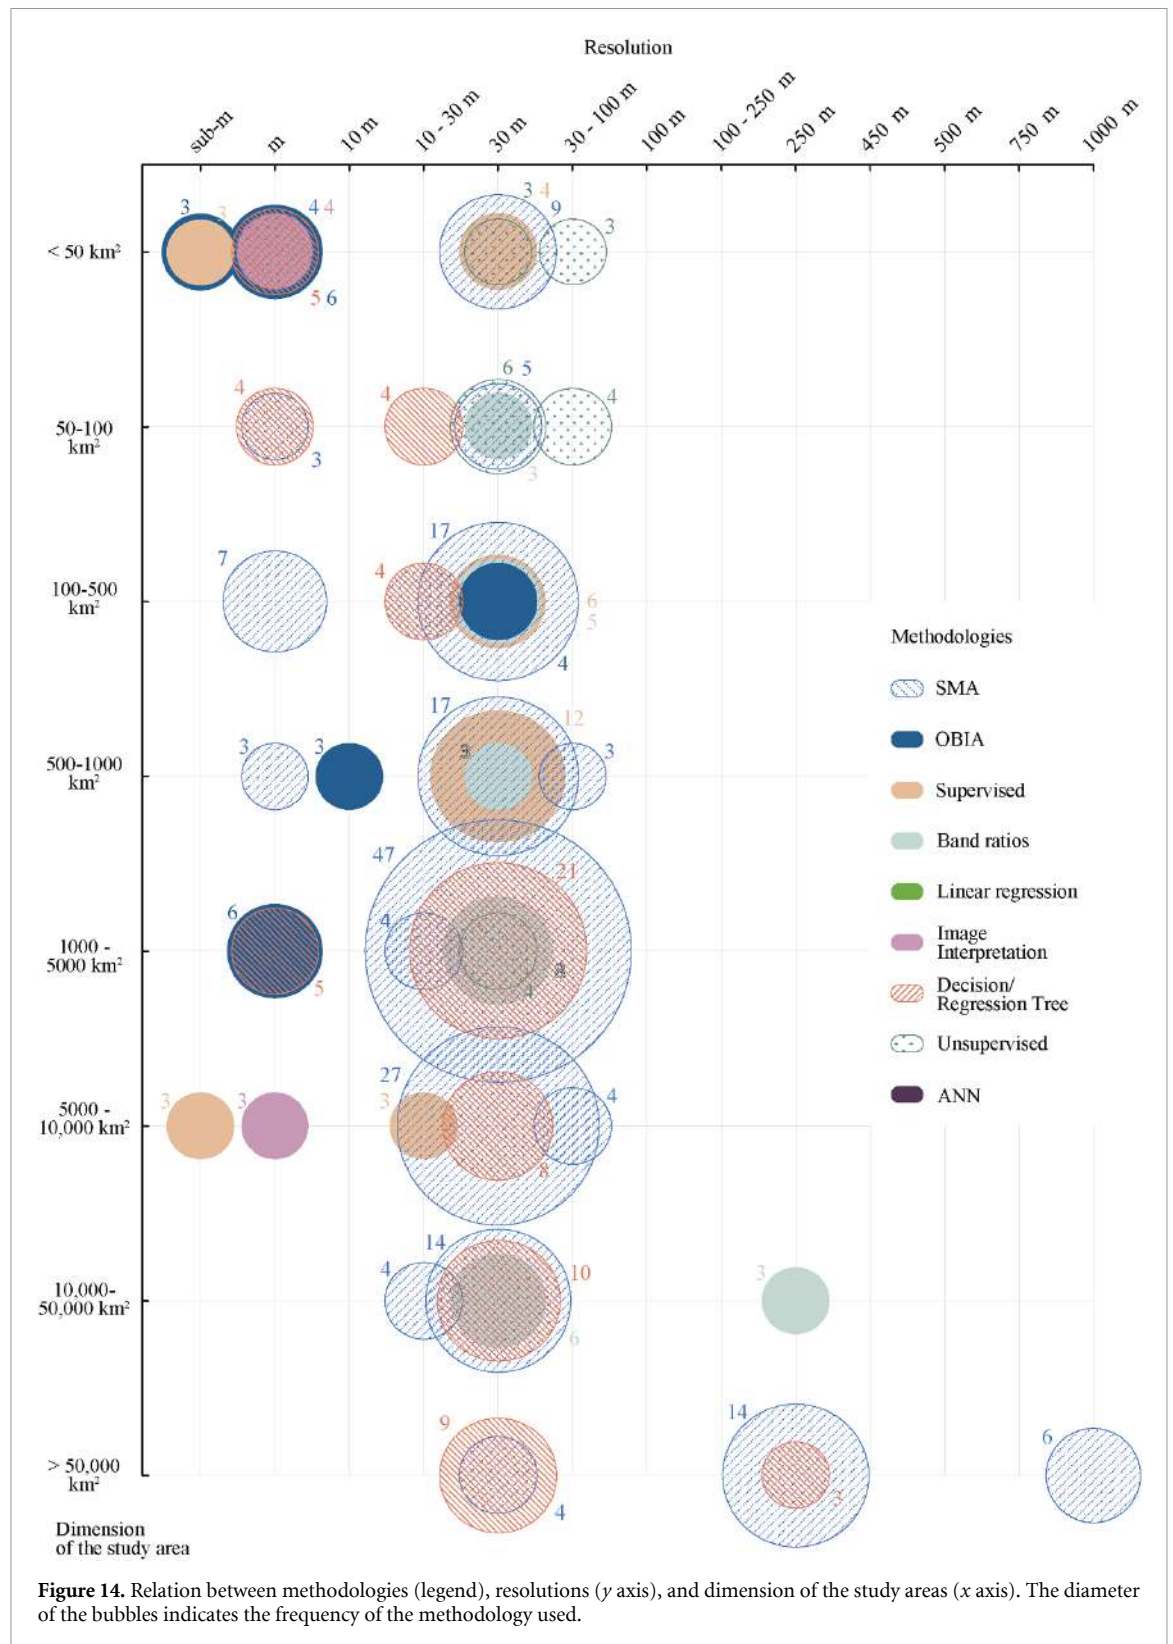 Resolution
sub-m
m
10 m
10 - 30 m
30 m
30 - 100 m
100 m
100 - 250 m
250 m
450 m
500 m
750 m
1000 m
3 3 4 4 3 4 9 3
< 50 km²
5 6
4 4 6 5 4
50-100
km²
3 3
17
7 4
100-500
km²
6
5
4
17 12
3 3 3 3
500-1000
km²
47 21
6 4
1000 -
5000 km²
5 4
27
3 3 3 4
5000 -
10,000 km²
8
14
4 10 3
10,000-
50,000 km²
6
9 14 6
> 50,000
km²
4 3
Dimension
of the study area
Methodologies
SMA
OBIA
Supervised
Band ratios
Linear regression
Image
Interpretation
Decision/
Regression Tree
Unsupervised
ANN
Figure 14. Relation between methodologies (legend), resolutions (y axis), and dimension of the study areas (x axis). The diameter
of the bubbles indicates the frequency of the methodology used.